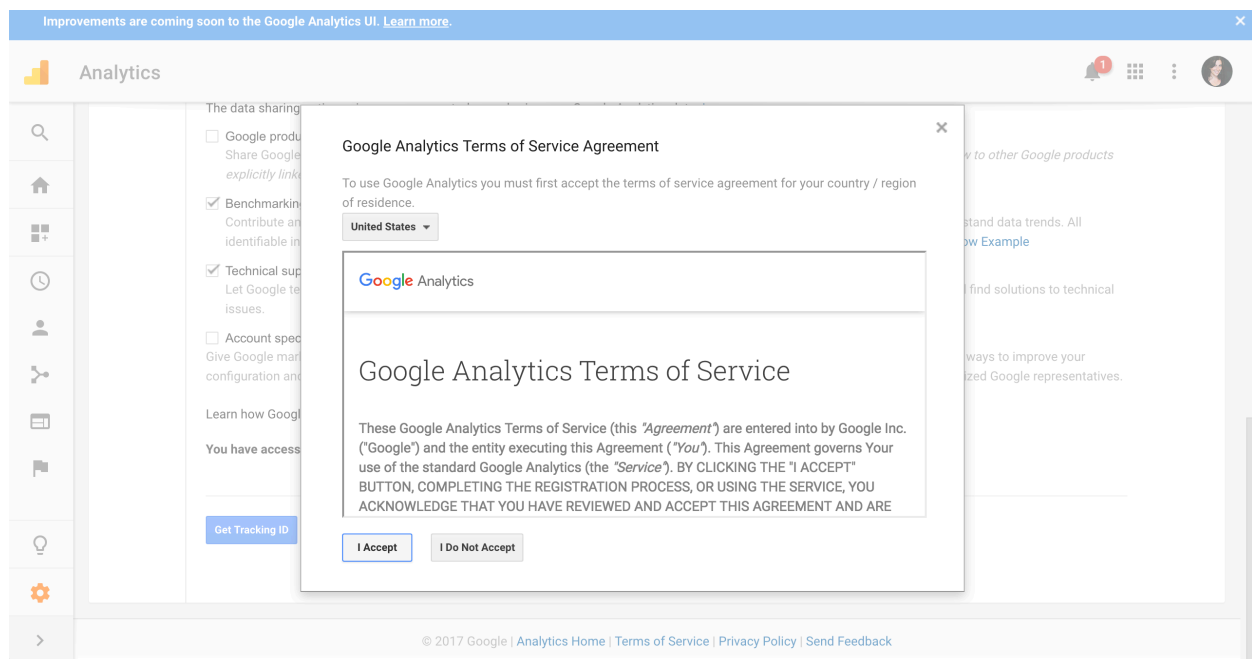 Improvements are coming soon to the Google Analytics UI. Learn more.
Analytics
1
The data sharing
Google produ
Share Google
w to other Google products
explicitly link
Benchmarkin
Contribute an
stand data trends. All
identifiable in
ow Example
Technical sup
Let Google te
find solutions to technical
issues.
Account spec
Give Google mar
ways to improve your
configuration and
ized Google representatives.
Learn how Googl
You have access
Get Tracking ID
Google Analytics Terms of Service Agreement
To use Google Analytics you must first accept the terms of service agreement for your country / region
of residence.
United States
Google Analytics
Google Analytics Terms of Service
These Google Analytics Terms of Service (this "Agreement") are entered into by Google Inc.
("Google") and the entity executing this Agreement ("You"). This Agreement governs Your
use of the standard Google Analytics (the "Service"). BY CLICKING THE "I ACCEPT"
BUTTON, COMPLETING THE REGISTRATION PROCESS, OR USING THE SERVICE, YOU
ACKNOWLEDGE THAT YOU HAVE REVIEWED AND ACCEPT THIS AGREEMENT AND ARE
I Accept
I Do Not Accept
© 2017 Google | Analytics Home | Terms of Service | Privacy Policy | Send Feedback